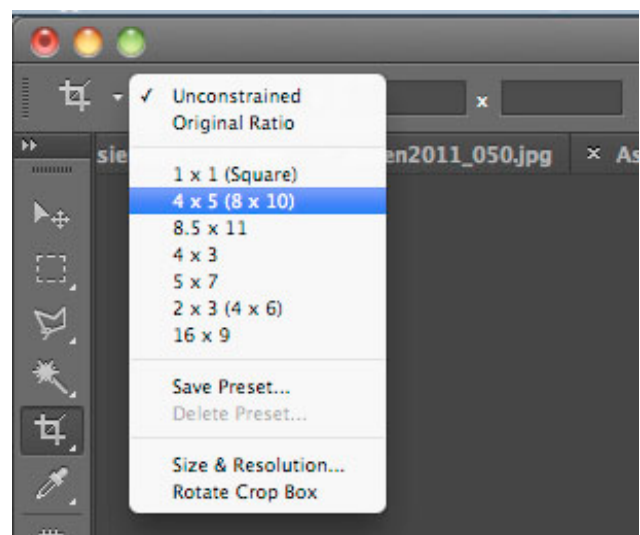 ✓ Unconstrained
Original Ratio
x
sie
en2011_050.jpg × As
1 x 1 (Square)
4 x 5 (8 x 10)
8.5 x 11
4 x 3
5 x 7
2 x 3 (4 x 6)
16 x 9
Save Preset...
Delete Preset...
Size & Resolution...
Rotate Crop Box